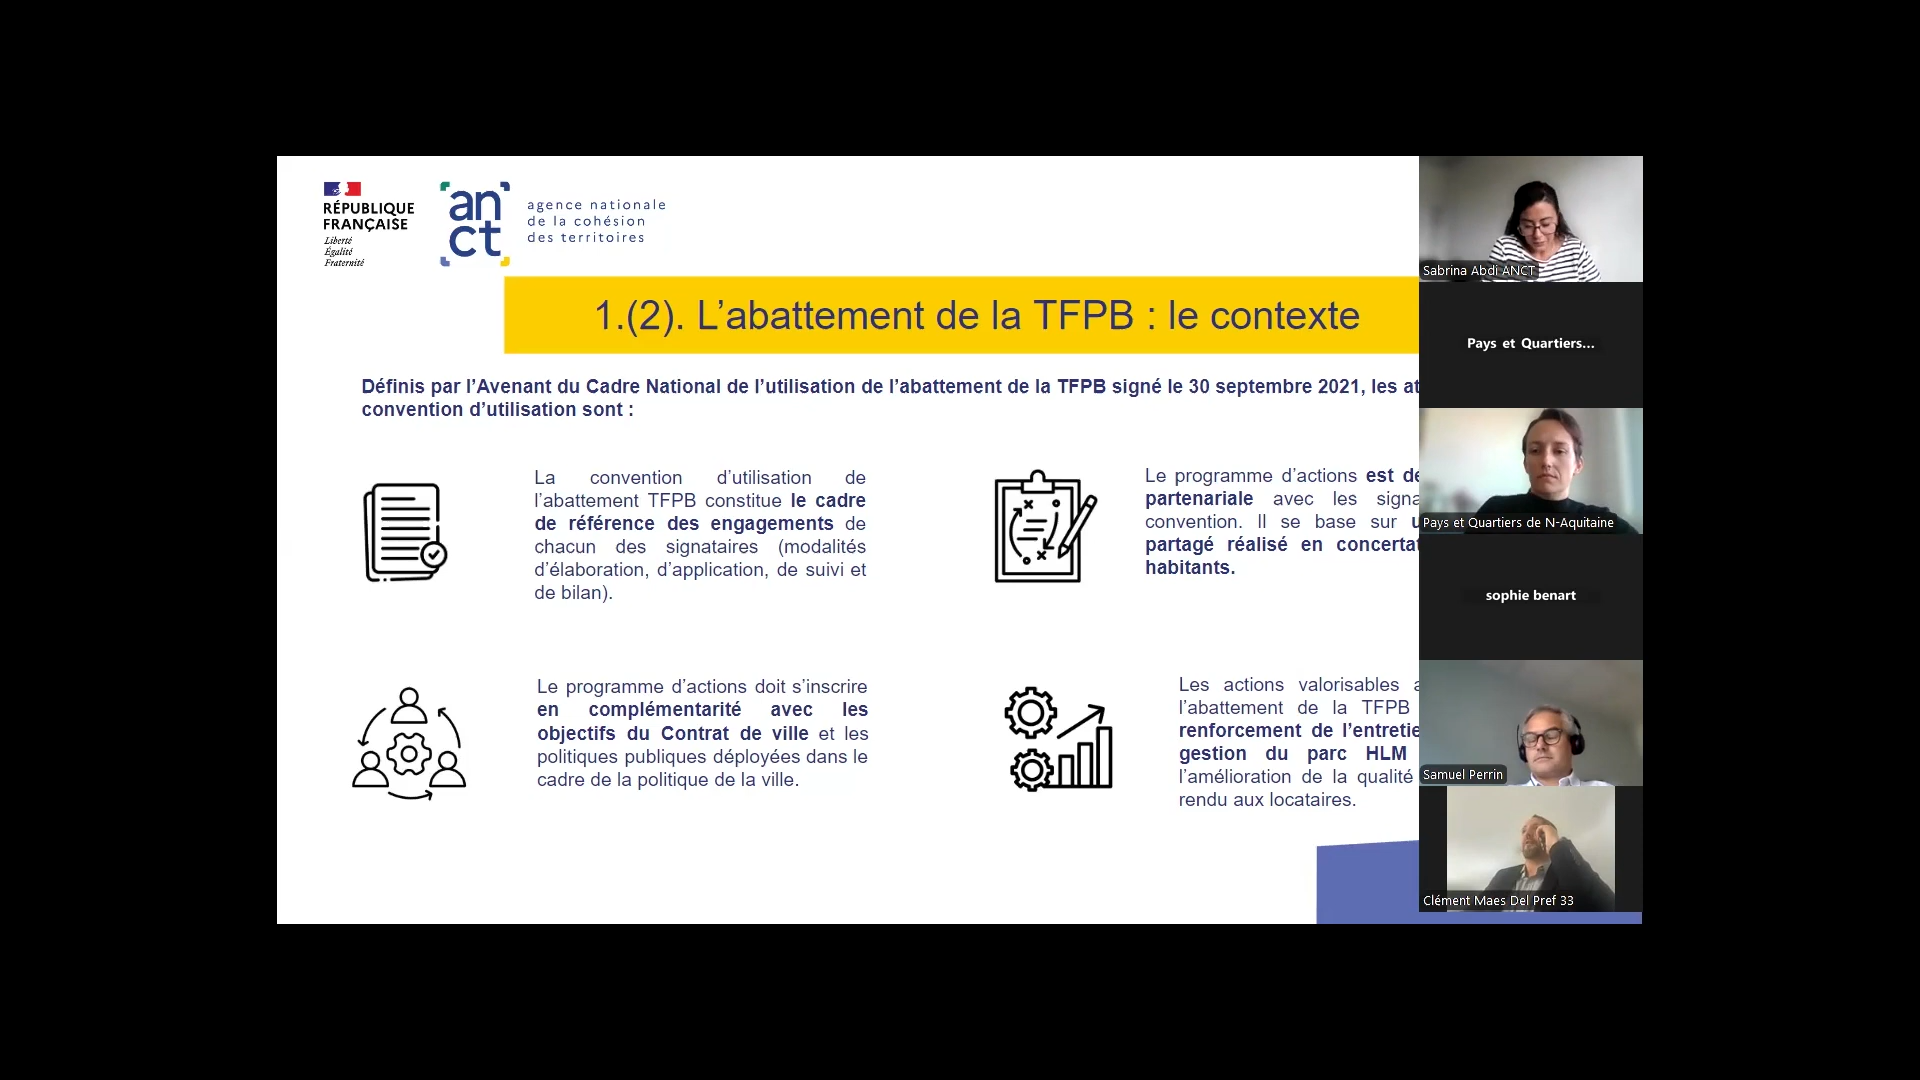 RÉPUBLIQUE
FRANÇAISE
Liberté
Égalité
Fraternité
an
ct
agence nationale
de la cohésion
des territoires
1.(2). L’abattement de la TFPB : le contexte
Définis par l’Avenant du Cadre National de l’utilisation de l’abattement de la TFPB signé le 30 septembre 2021, les
convention d’utilisation sont :
La convention d’utilisation de
l’abattement TFPB constitue le cadre
de référence des engagements de
chacun des signataires (modalités
d’élaboration, d’application, de suivi et
de bilan).
Le programme d’actions est
partenariale avec les
convention. Il se base sur
partagé réalisé en
habitants.
Le programme d’actions doit s’inscrire
en complémentarité avec les
objectifs du Contrat de ville et les
politiques publiques déployées dans le
cadre de la politique de la ville.
Les actions valorisables
l’abattement de la TFPB
renforcement de
gestion du parc HLM
l’amélioration de la qualité
rendu aux locataires.
Sabrina Abdi ANCT
Pays et Quartiers...
Pays et Quartiers de N-Aquitaine
sophie benart
Samuel Perrin
Clément Maes Del Pref 33